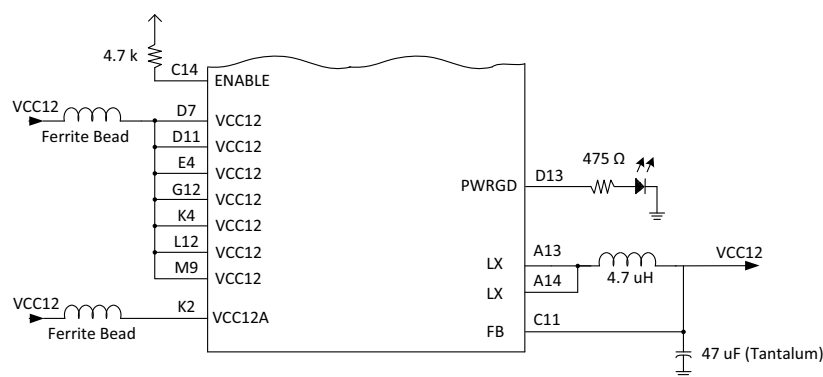 4.7 k
C14
ENABLE
VCC12
Ferrite Bead
D7
VCC12
D11
VCC12
E4
VCC12
G12
VCC12
K4
VCC12
L12
VCC12
M9
VCC12
VCC12
Ferrite Bead
K2
VCC12A
PWRGD
D13
475 Ω
LX
A13
LX
A14
4.7 uH
VCC12
FB
C11
47 uF (Tantalum)